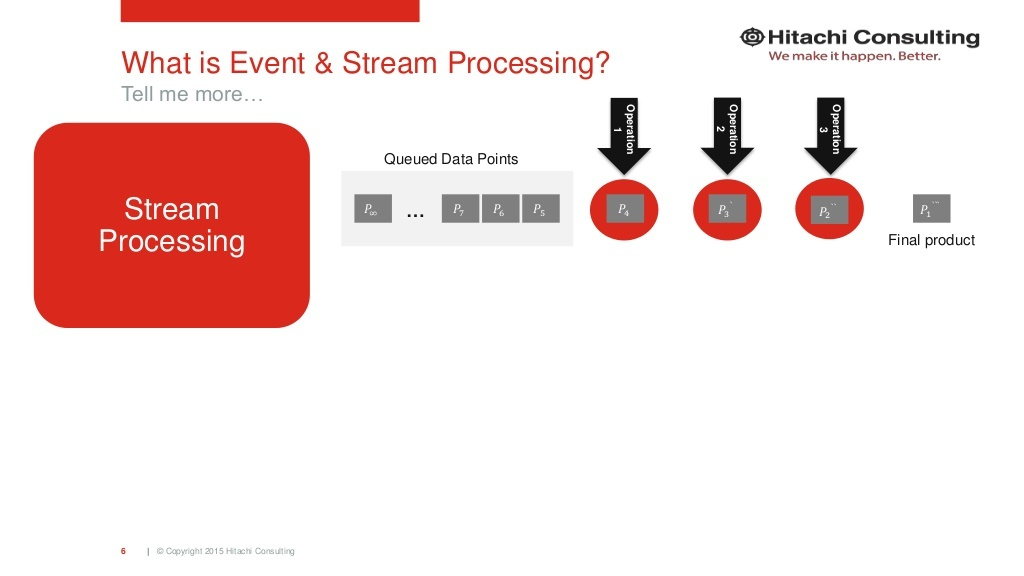 Hitachi Consulting
We make it happen. Better.
What is Event & Stream Processing?
Tell me more…
Stream
Processing
Queued Data Points
P∞ … P7 P6 P5
Operation
1
P4
Operation
2
P3`
Operation
3
P2``
P1```
Final product
6 | © Copyright 2015 Hitachi Consulting